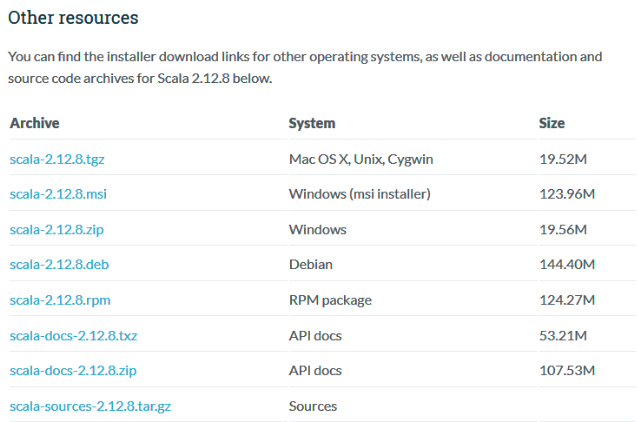 Other resources
You can find the installer download links for other operating systems, as well as documentation and
source code archives for Scala 2.12.8 below.
Archive System Size
scala-2.12.8.tgz Mac OS X, Unix, Cygwin 19.52M
scala-2.12.8.msi Windows (msi installer) 123.96M
scala-2.12.8.zip Windows 19.56M
scala-2.12.8.deb Debian 144.40M
scala-2.12.8.rpm RPM package 124.27M
scala-docs-2.12.8.txz API docs 53.21M
scala-docs-2.12.8.zip API docs 107.53M
scala-sources-2.12.8.tar.gz Sources